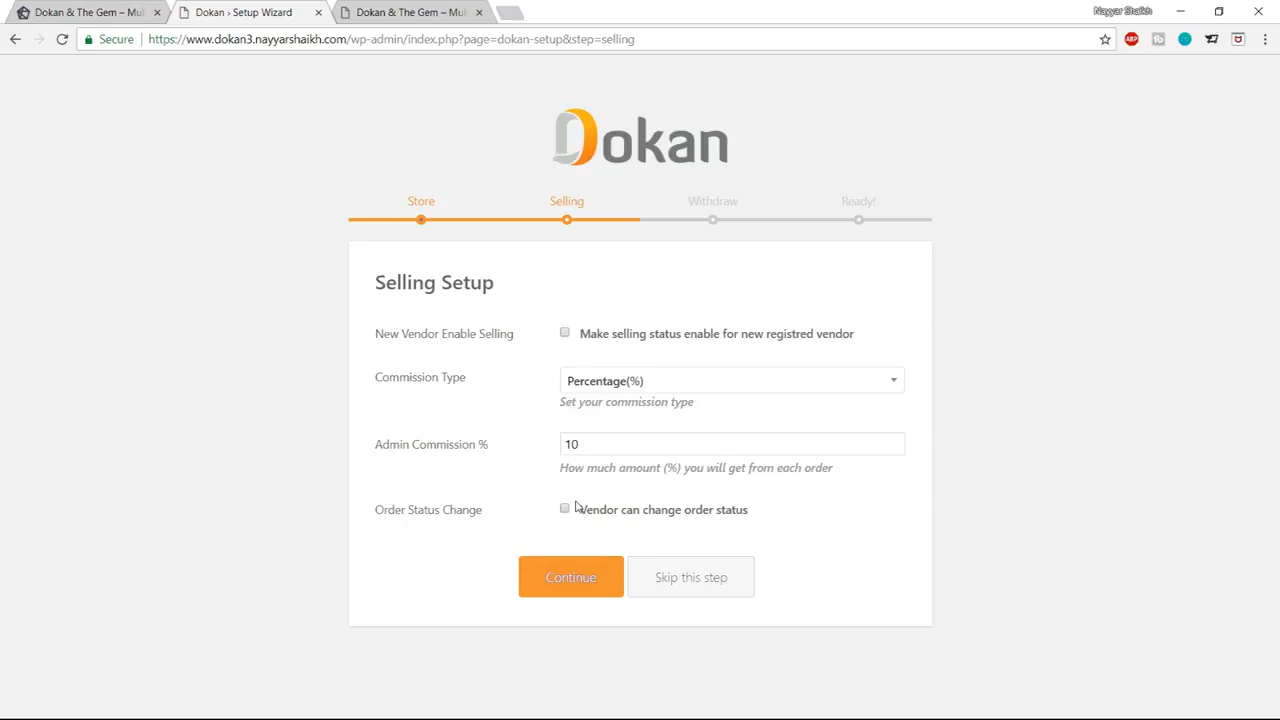 Dokan & The Gem – Mul
Dokan › Setup Wizard
Dokan & The Gem – Mul
Nayyar Shaikh
Secure
https://www.dokan3.nayyarshaikh.com/wp-admin/index.php?page=dokan-setup&step=selling
ABP
Dokan
Store
Selling
Withdraw
Ready!
Selling Setup
New Vendor Enable Selling
Make selling status enable for new registred vendor
Commission Type
Percentage(%)
Set your commission type
Admin Commission %
10
How much amount (%) you will get from each order
Order Status Change
Vendor can change order status
Continue
Skip this step